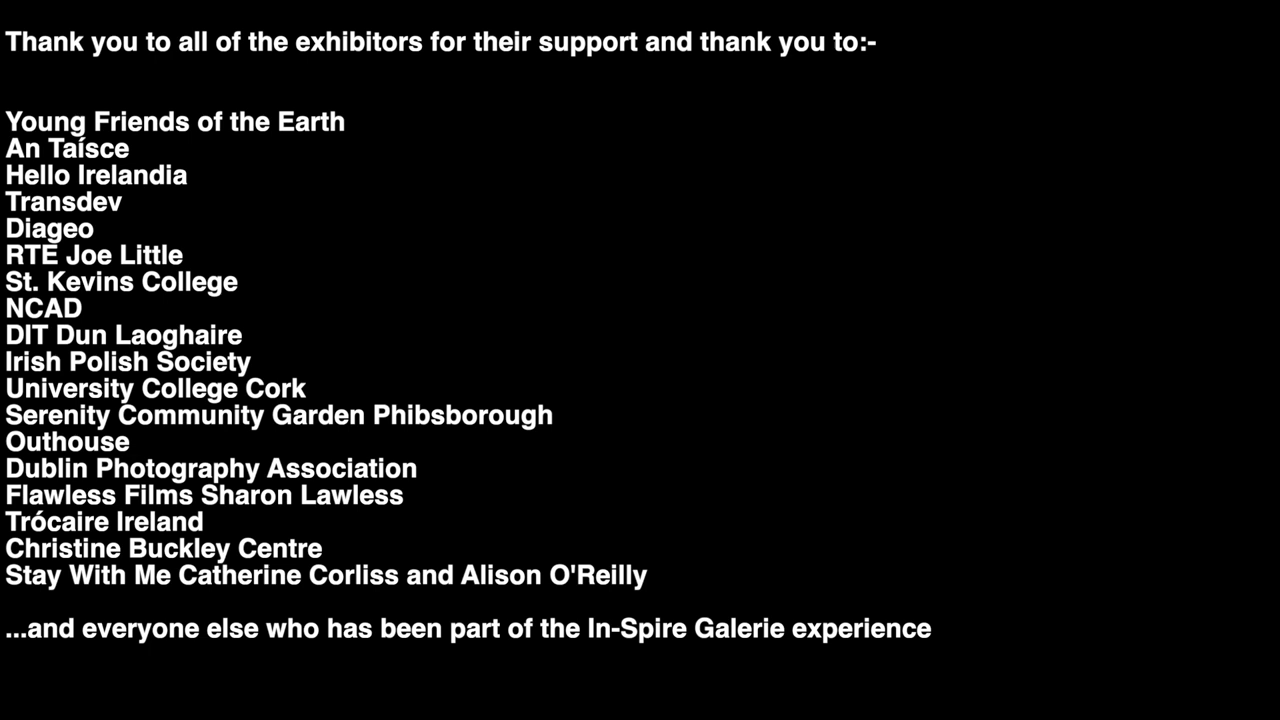 Thank you to all of the exhibitors for their support and thank you to:-
Young Friends of the Earth
An Taísce
Hello Irelandia
Transdev
Diageo
RTE Joe Little
St. Kevins College
NCAD
DIT Dun Laoghaire
Irish Polish Society
University College Cork
Serenity Community Garden Phibsborough
Outhouse
Dublin Photography Association
Flawless Films Sharon Lawless
Trócaire Ireland
Christine Buckley Centre
Stay With Me Catherine Corliss and Alison O'Reilly
...and everyone else who has been part of the In-Spire Galerie experience